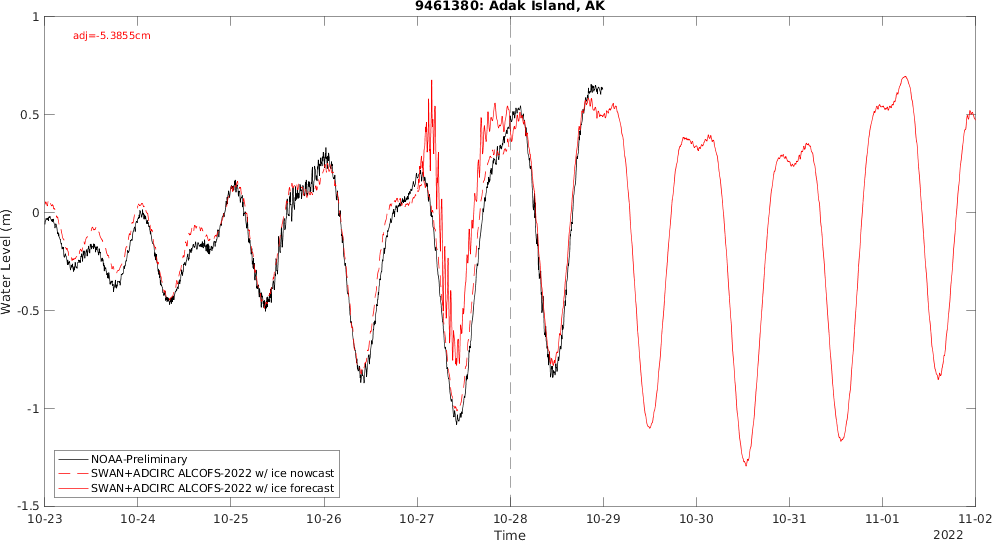 9461380: Adak Island, AK
adj=-5.3855cm
Water Level (m)
1
0.5
0
-0.5
-1
-1.5
NOAA-Preliminary
SWAN+ADCIRC ALCOFS-2022 w/ ice nowcast
SWAN+ADCIRC ALCOFS-2022 w/ ice forecast
10-23 10-24 10-25 10-26 10-27 10-28 10-29 10-30 10-31 11-01 11-02
Time
2022